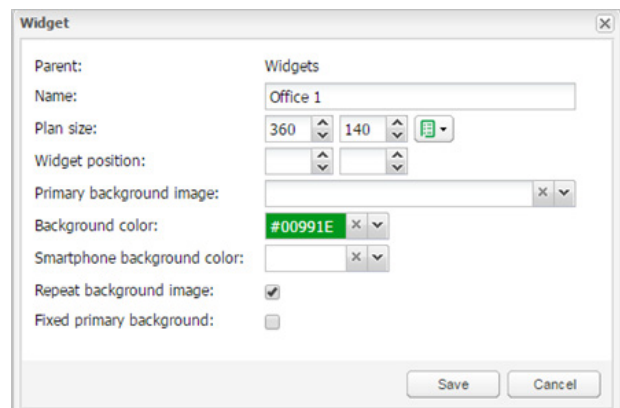 Widget
Parent: Widgets
Name: Office 1
Plan size: 360 140
Widget position:
Primary background image:
Background color: #00991E
Smartphone background color:
Repeat background image:
Fixed primary background:
Save Cancel